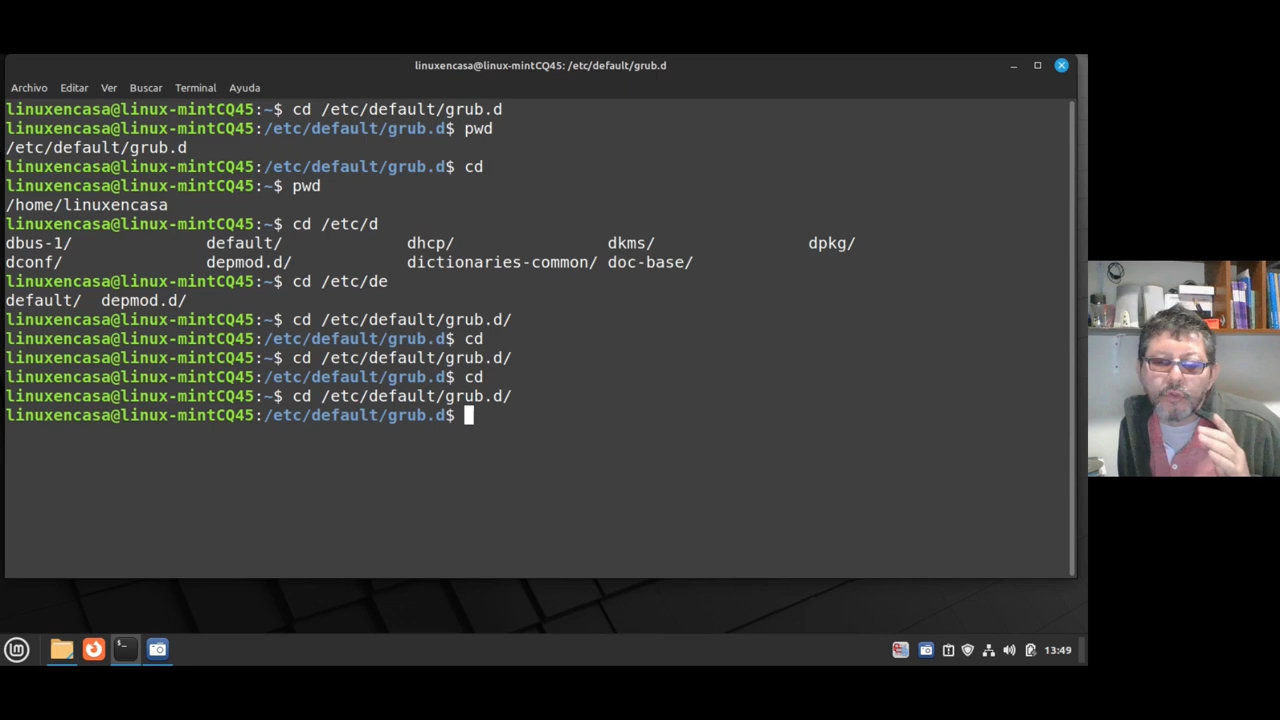 linuxencasa@linux-mintCQ45: /etc/default/grub.d
Archivo Editar Ver Buscar Terminal Ayuda
linuxencasa@linux-mintCQ45:~$ cd /etc/default/grub.d
linuxencasa@linux-mintCQ45:/etc/default/grub.d$ pwd
/etc/default/grub.d
linuxencasa@linux-mintCQ45:/etc/default/grub.d$ cd
linuxencasa@linux-mintCQ45:~$ pwd
/home/linuxencasa
linuxencasa@linux-mintCQ45:~$ cd /etc/d
dbus-1/ default/ dhcp/ dkms/ dpkg/
dconf/ depmod.d/ dictionaries-common/ doc-base/
linuxencasa@linux-mintCQ45:~$ cd /etc/de
default/ depmod.d/
linuxencasa@linux-mintCQ45:~$ cd /etc/default/grub.d/
linuxencasa@linux-mintCQ45:/etc/default/grub.d$ cd
linuxencasa@linux-mintCQ45:~$ cd /etc/default/grub.d/
linuxencasa@linux-mintCQ45:/etc/default/grub.d$ cd
linuxencasa@linux-mintCQ45:~$ cd /etc/default/grub.d/
linuxencasa@linux-mintCQ45:/etc/default/grub.d$
13:49